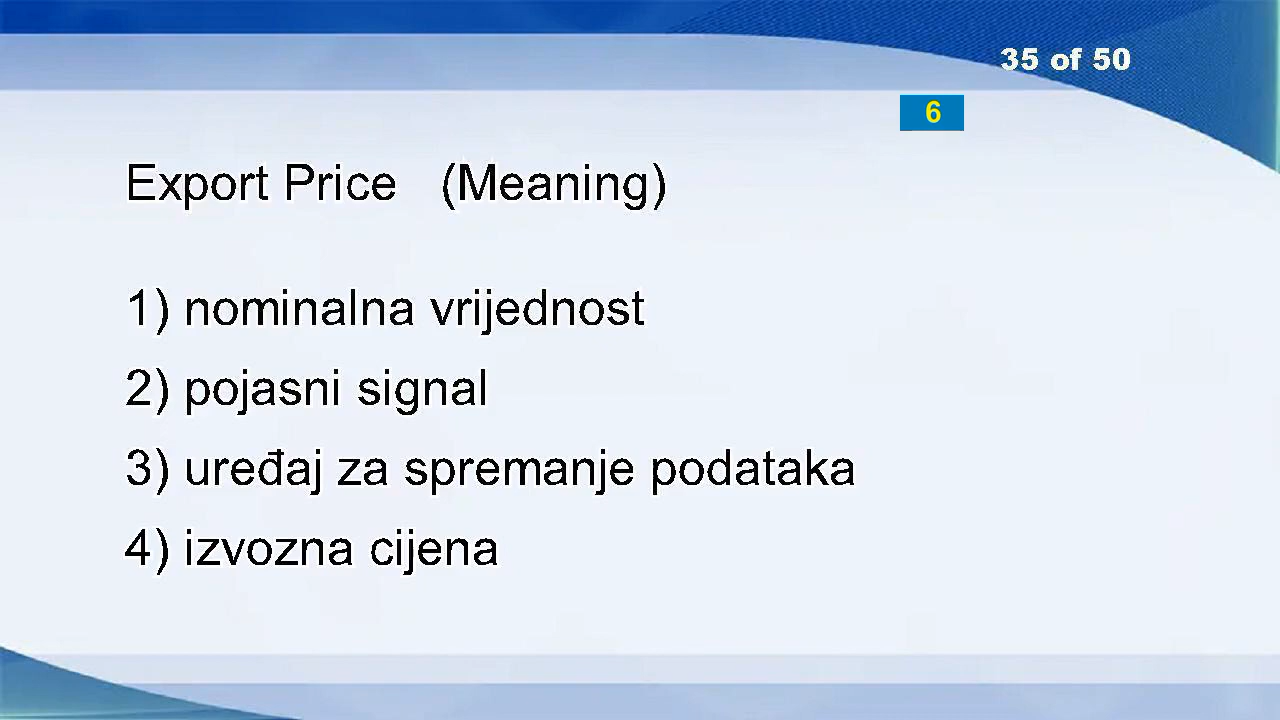 35 of 50
6
Export Price (Meaning)
1) nominalna vrijednost
2) pojasni signal
3) uređaj za spremanje podataka
4) izvozna cijena